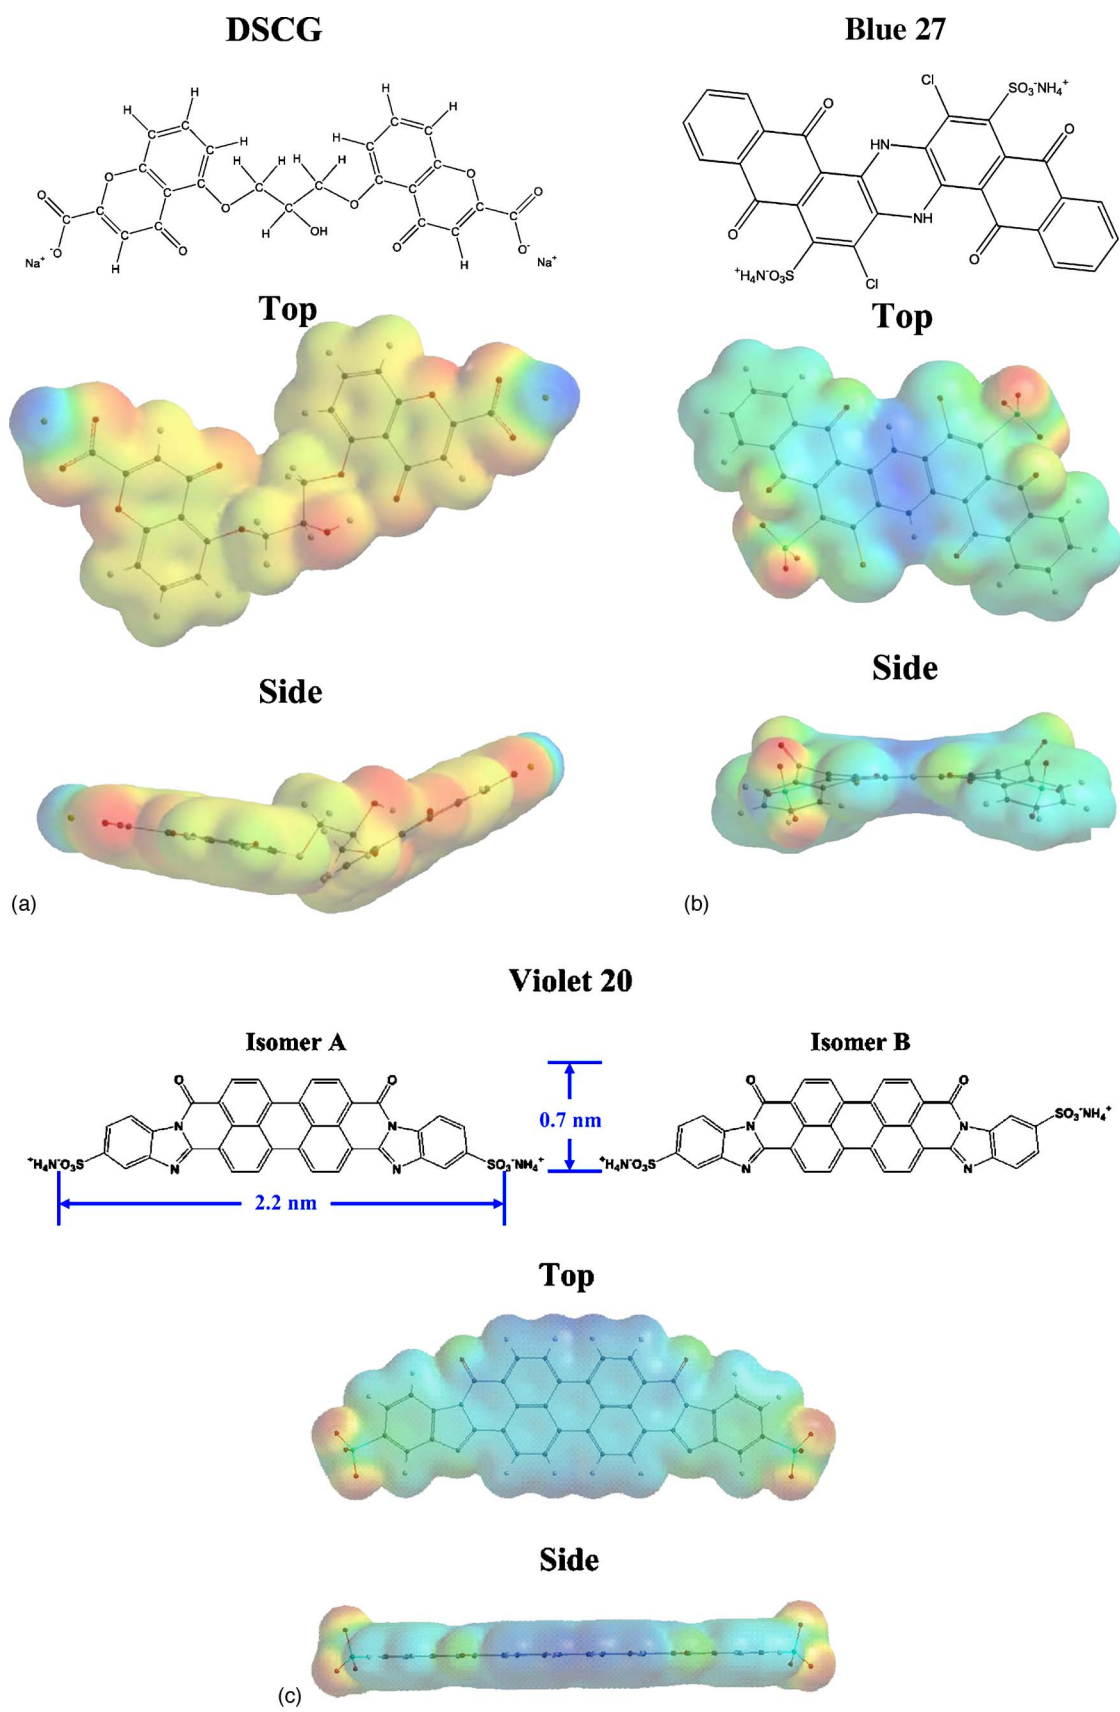 DSCG
Blue 27
H
H
H
H
H
H
C
C
C
C
C
C
O
C
C
C
C
C
O
C
O
O
-O
Na+
H
H H H H
O
C
C
C
OH
O
C
C
C
C
C
C
O
C
C
C
C
O
H
C
O
O-
Na+
Cl
SO3-NH4+
O
O
HN
NH
O
O
+H4N-O3S
Cl
Top
Top
Side
Side
(a)
(b)
Violet 20
Isomer A
Isomer B
O
O
N
N
N
N
+H4N-O3S
SO3-NH4+
0.7 nm
2.2 nm
O
O
N
N
N
N
+H4N-O3S
SO3-NH4+
Top
Side
(c)